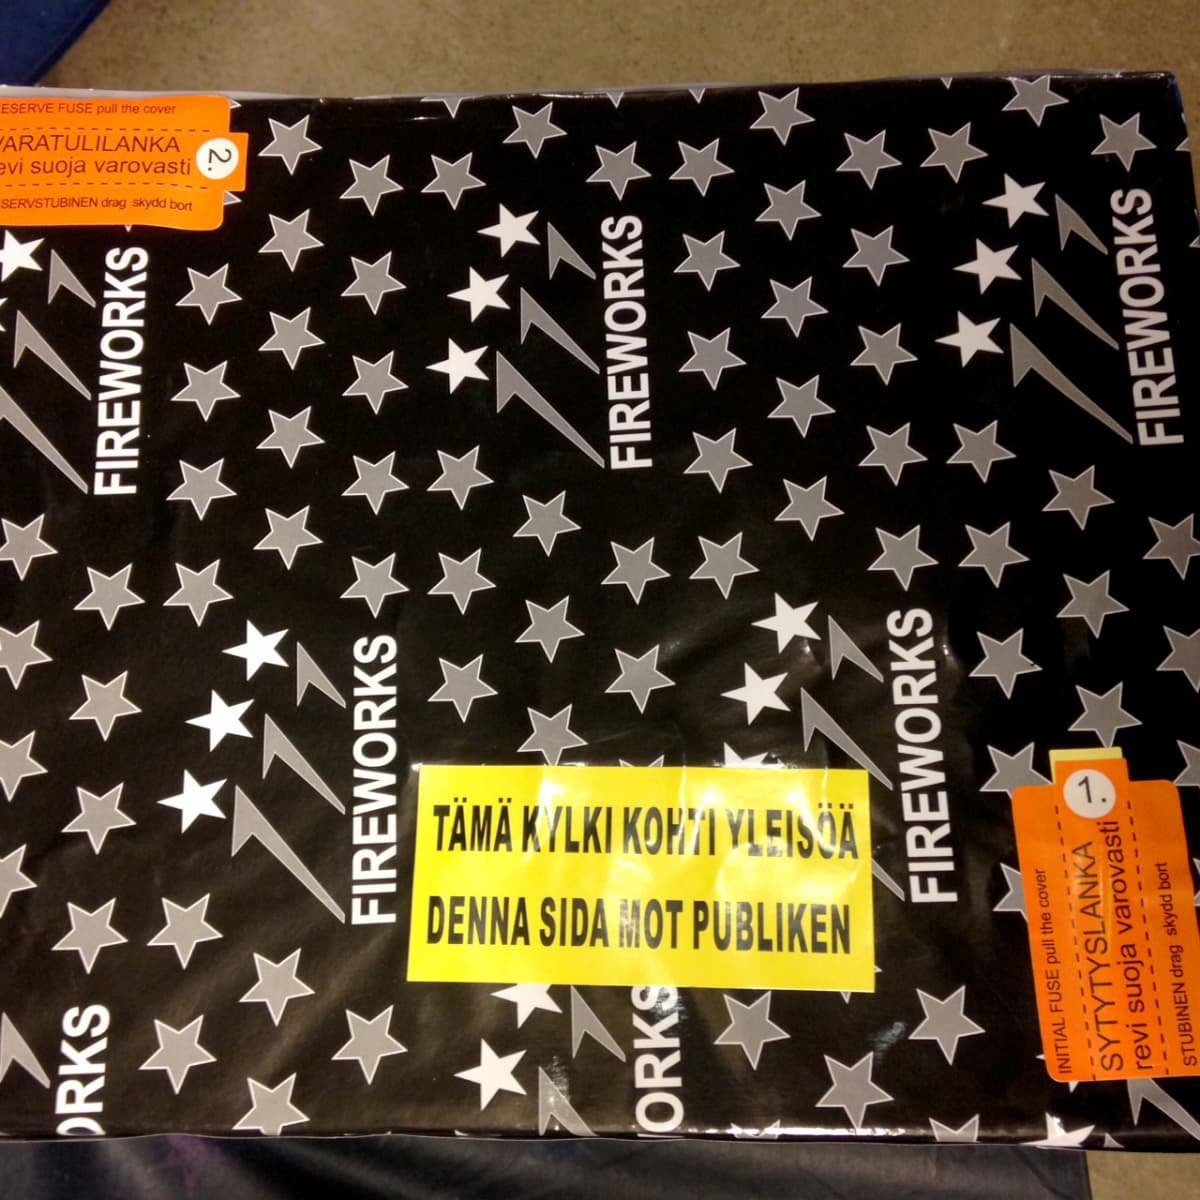 RESERVE FUSE pull the cover
VARATULILANKA
revi suoja varovasti
2.
RESERVSTUBINEN drag skydd bort
FIREWORKS
FIREWORKS
FIREWORKS
FIREWORKS
FIREWORKS
TÄMÄ KYLKI KOHTI YLEISÖÄ
DENNA SIDA MOT PUBLIKEN
1.
INITIAL FUSE pull the cover
SYTYTYSLANKA
revi suoja varovasti
STUBINEN drag skydd bort
ORKS
ORKS